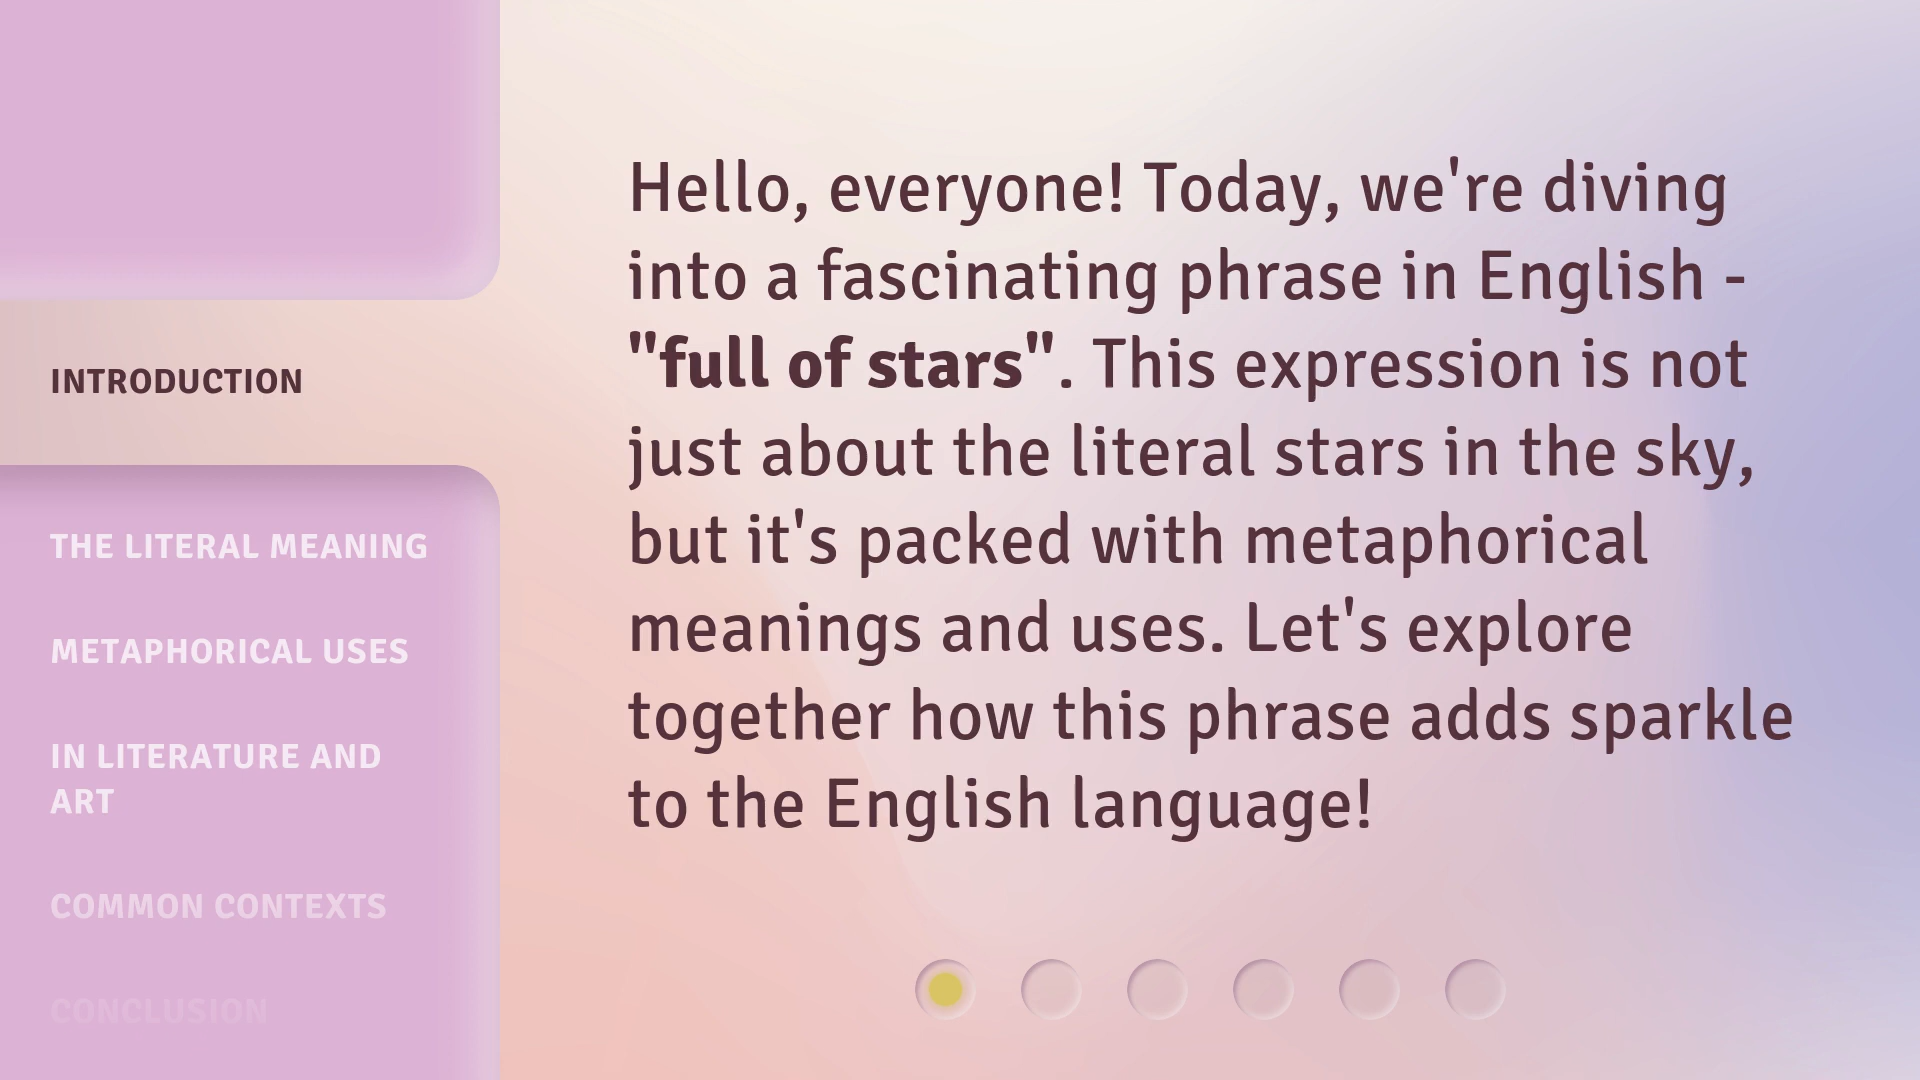 INTRODUCTION
THE LITERAL MEANING
METAPHORICAL USES
IN LITERATURE AND
ART
COMMON CONTEXTS
CONCLUSION
Hello, everyone! Today, we're diving
into a fascinating phrase in English -
"full of stars". This expression is not
just about the literal stars in the sky,
but it's packed with metaphorical
meanings and uses. Let's explore
together how this phrase adds sparkle
to the English language!